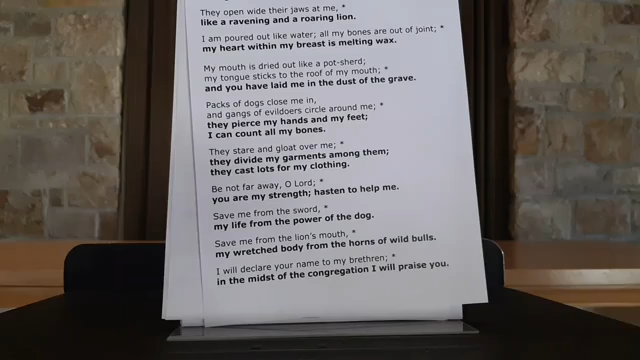 They open wide their jaws at me, *
like a ravening and a roaring lion.
I am poured out like water; all my bones are out of joint; *
my heart within my breast is melting wax.
My mouth is dried out like a pot-sherd;
my tongue sticks to the roof of my mouth; *
and you have laid me in the dust of the grave.
Packs of dogs close me in,
and gangs of evildoers circle around me; *
they pierce my hands and my feet;
I can count all my bones.
They stare and gloat over me; *
they divide my garments among them;
they cast lots for my clothing.
Be not far away, O Lord; *
you are my strength; hasten to help me.
Save me from the sword, *
my life from the power of the dog.
Save me from the lion's mouth, *
my wretched body from the horns of wild bulls.
I will declare your name to my brethren; *
in the midst of the congregation I will praise you.